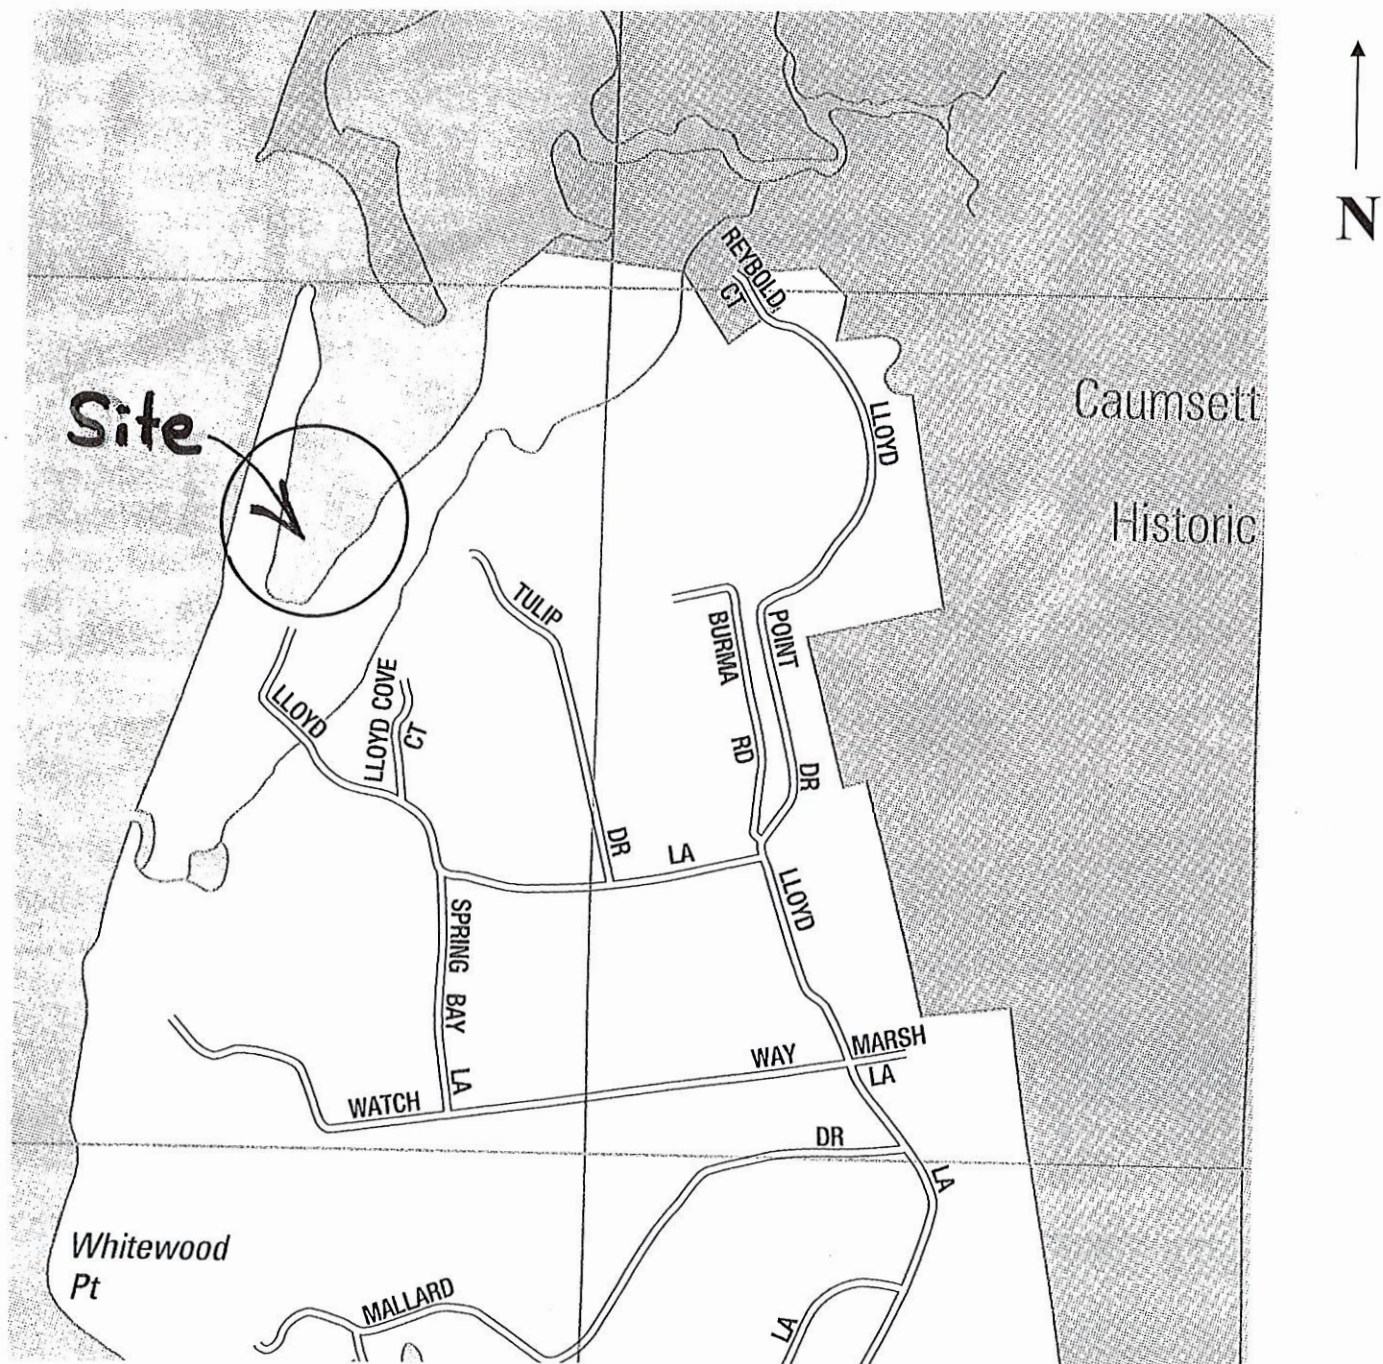 N
REYBOLD
CT
Caumsett
Site
LLOYD
Historic
TULIP
BURMA
POINT
LLOYD COVE
CT
LLOYD
RD
DR
DR
LA
LLOYD
SPRING BAY LA
WAY
MARSH
LA
WATCH
DR
LA
Whitewood
Pt
MALLARD
LA